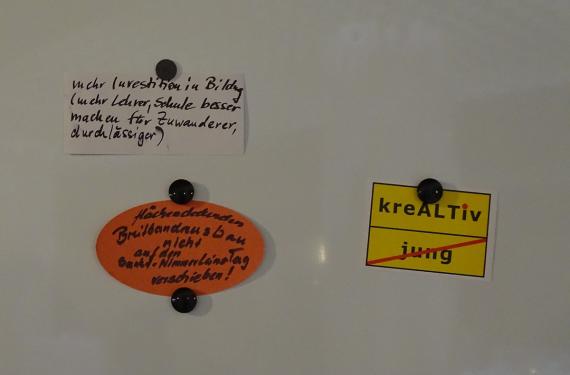 mehr Investition in Bildg
(mehr Lehrer, Schule besser
machen für Zuwanderer,
durchlässiger)
flächendeckenden
Breitbandausbau
nicht
auf den
Sankt-Nimmerleins Tag
verschieben!
kreALTiv
jung